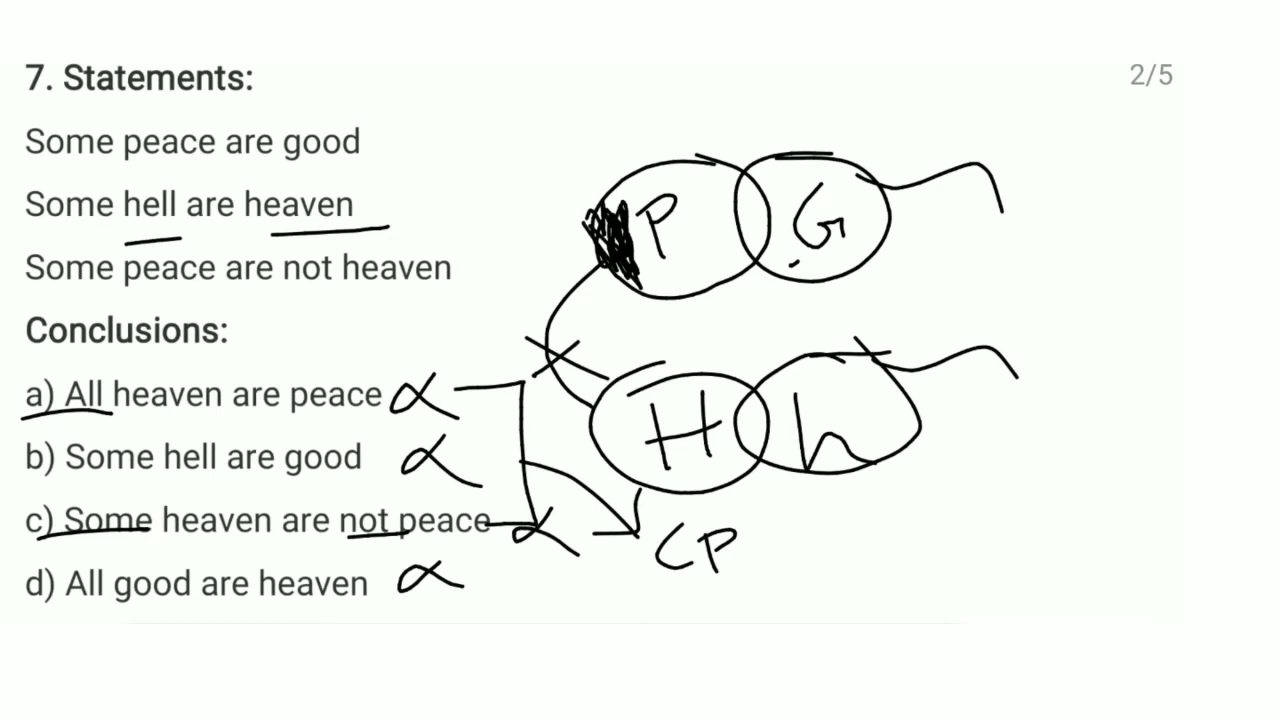 7. Statements:
2/5
Some peace are good
Some hell are heaven
Some peace are not heaven
Conclusions:
a) All heaven are peace α
b) Some hell are good α
c) Some heaven are not peace α
d) All good are heaven α
P G
H h
CP